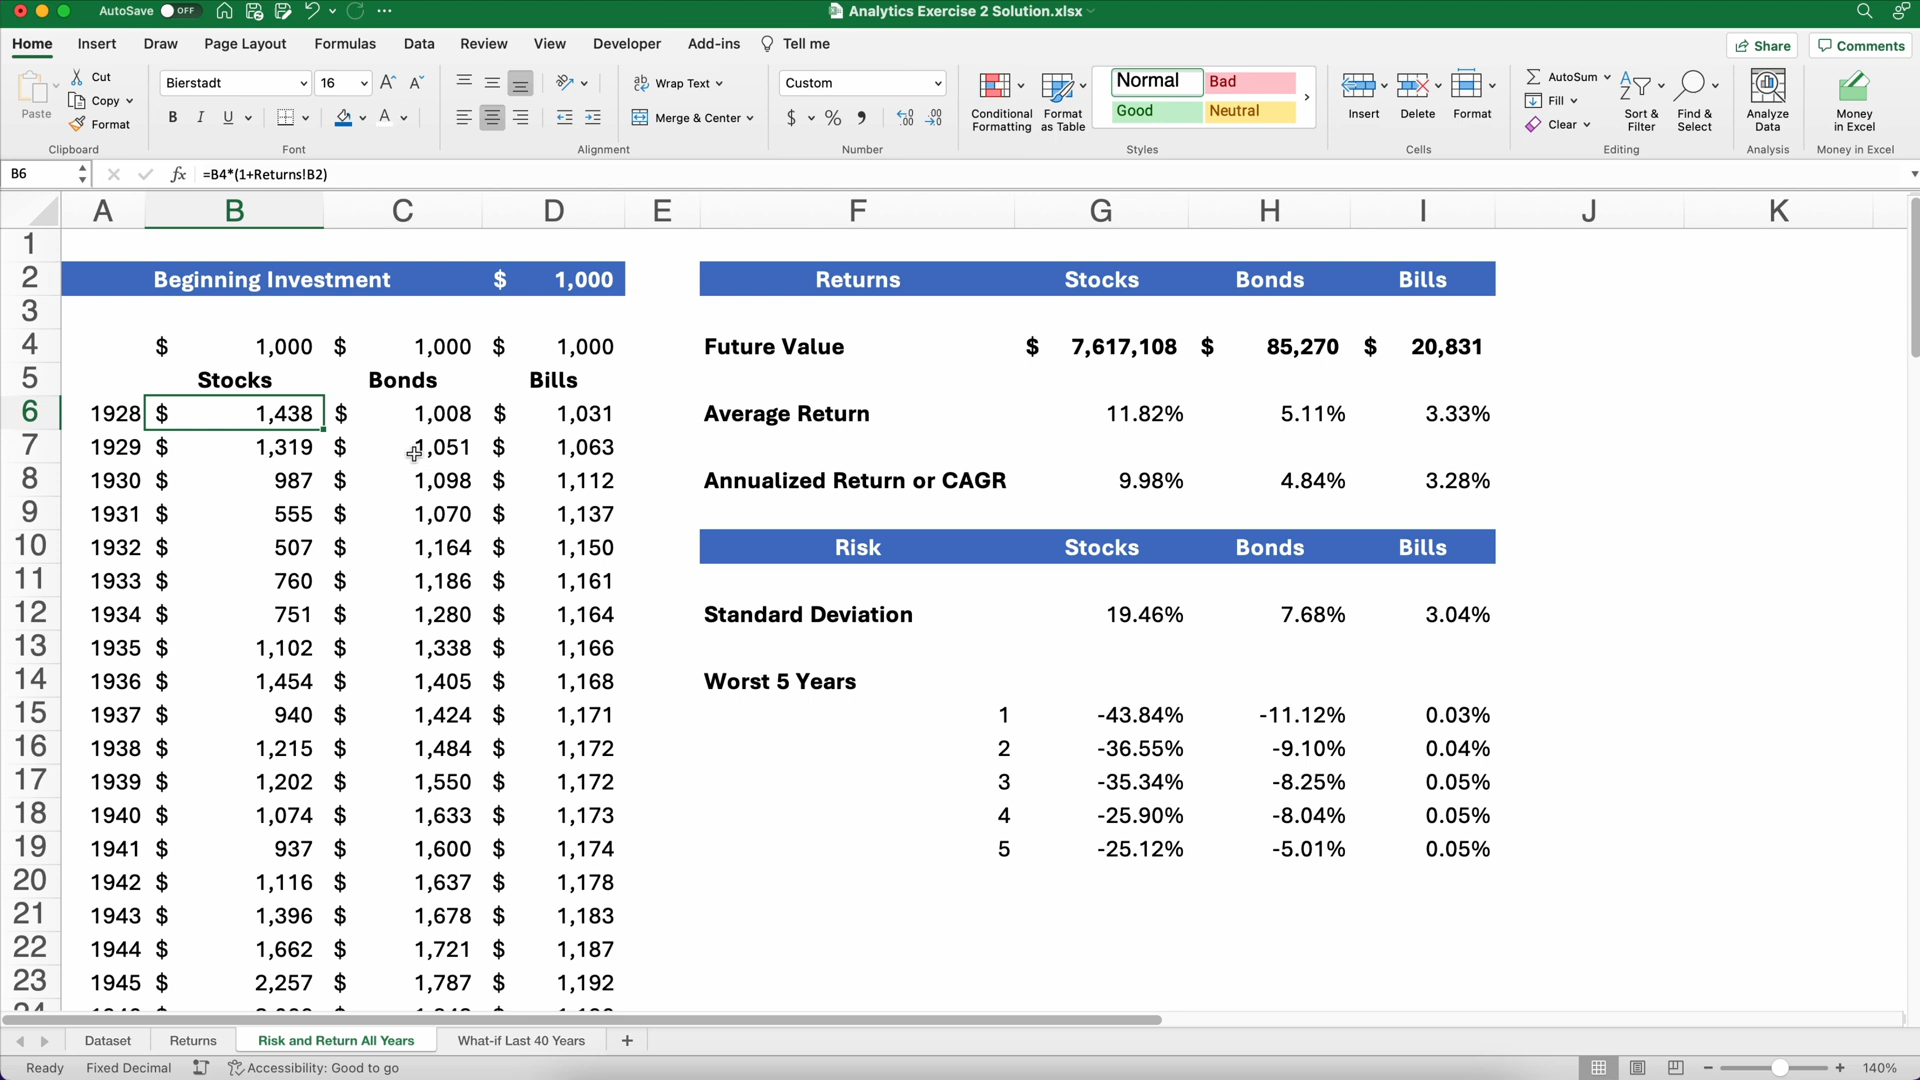 AutoSave OFF
Analytics Exercise 2 Solution.xlsx
Home Insert Draw Page Layout Formulas Data Review View Developer Add-ins Tell me Share Comments
Paste Cut Copy Format Clipboard
Bierstadt 16 A A B I U A Font
ab Wrap Text Merge & Center Alignment
Custom $ % Number
Conditional Formatting Format as Table Normal Bad Good Neutral Styles
Insert Delete Format Cells
AutoSum Fill Clear Sort & Filter Find & Select Editing
Analyze Data Analysis
Money in Excel Money in Excel
B6 fx =B4*(1+Returns!B2)
A B C D E F G H I J K
1
2 Beginning Investment $ 1,000 Returns Stocks Bonds Bills
3
4 $ 1,000 $ 1,000 $ 1,000 Future Value $ 7,617,108 $ 85,270 $ 20,831
5 Stocks Bonds Bills
6 1928 $ 1,438 $ 1,008 $ 1,031 Average Return 11.82% 5.11% 3.33%
7 1929 $ 1,319 $ 1,051 $ 1,063
8 1930 $ 987 $ 1,098 $ 1,112 Annualized Return or CAGR 9.98% 4.84% 3.28%
9 1931 $ 555 $ 1,070 $ 1,137
10 1932 $ 507 $ 1,164 $ 1,150 Risk Stocks Bonds Bills
11 1933 $ 760 $ 1,186 $ 1,161
12 1934 $ 751 $ 1,280 $ 1,164 Standard Deviation 19.46% 7.68% 3.04%
13 1935 $ 1,102 $ 1,338 $ 1,166
14 1936 $ 1,454 $ 1,405 $ 1,168 Worst 5 Years
15 1937 $ 940 $ 1,424 $ 1,171 1 -43.84% -11.12% 0.03%
16 1938 $ 1,215 $ 1,484 $ 1,172 2 -36.55% -9.10% 0.04%
17 1939 $ 1,202 $ 1,550 $ 1,172 3 -35.34% -8.25% 0.05%
18 1940 $ 1,074 $ 1,633 $ 1,173 4 -25.90% -8.04% 0.05%
19 1941 $ 937 $ 1,600 $ 1,174 5 -25.12% -5.01% 0.05%
20 1942 $ 1,116 $ 1,637 $ 1,178
21 1943 $ 1,396 $ 1,678 $ 1,183
22 1944 $ 1,662 $ 1,721 $ 1,187
23 1945 $ 2,257 $ 1,787 $ 1,192
Dataset Returns Risk and Return All Years What-if Last 40 Years
Ready Fixed Decimal Accessibility: Good to go 140%